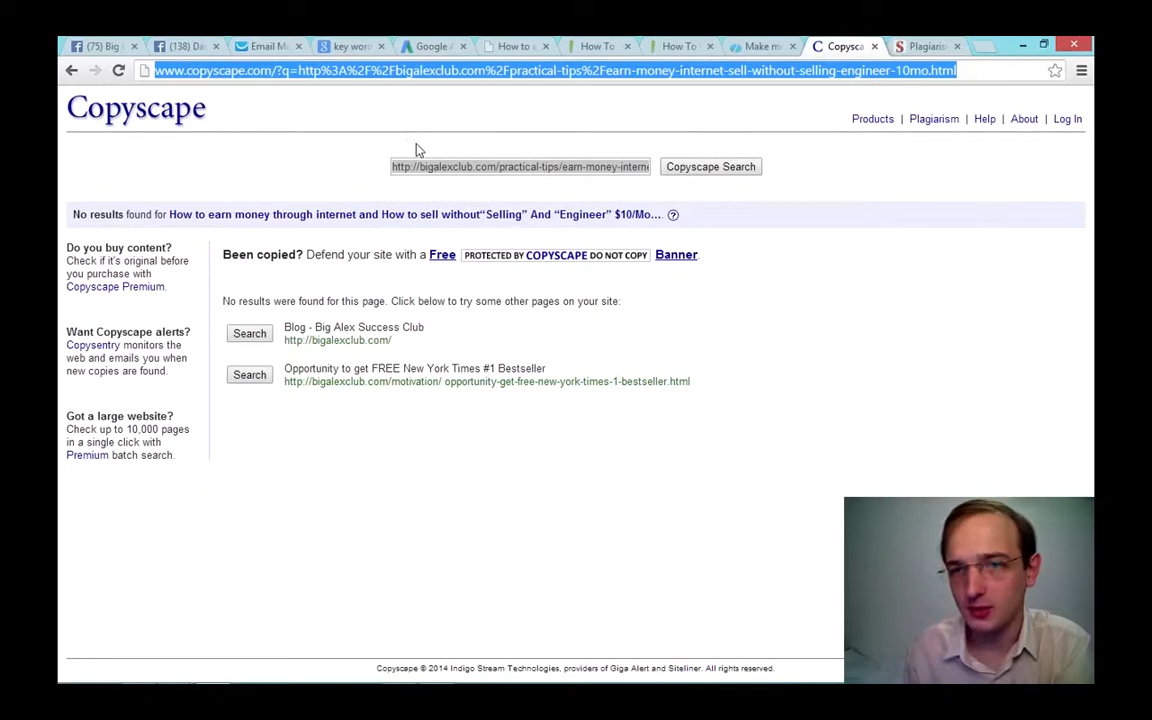 (75) Big
(138) Da
Email M
key wor
Google A
How to
How To
How To
Make m
Copysca
Plagiaris
www.copyscape.com/?q=http%3A%2F%2Fbigalexclub.com%2Fpractical-tips%2Fearn-money-internet-sell-without-selling-engineer-10mo.html
Copyscape
Products | Plagiarism | Help | About | Log In
http://bigalexclub.com/practical-tips/earn-money-interne
Copyscape Search
No results found for How to earn money through internet and How to sell without“Selling” And “Engineer” $10/Mo.... ?
Do you buy content?
Check if it's original before
you purchase with
Copyscape Premium.
Want Copyscape alerts?
Copysentry monitors the
web and emails you when
new copies are found.
Got a large website?
Check up to 10,000 pages
in a single click with
Premium batch search.
Been copied? Defend your site with a Free PROTECTED BY COPYSCAPE DO NOT COPY Banner.
No results were found for this page. Click below to try some other pages on your site:
Search
Blog - Big Alex Success Club
http://bigalexclub.com/
Search
Opportunity to get FREE New York Times #1 Bestseller
http://bigalexclub.com/motivation/ opportunity-get-free-new-york-times-1-bestseller.html
Copyscape © 2014 Indigo Stream Technologies, providers of Giga Alert and Siteliner. All rights reserved.